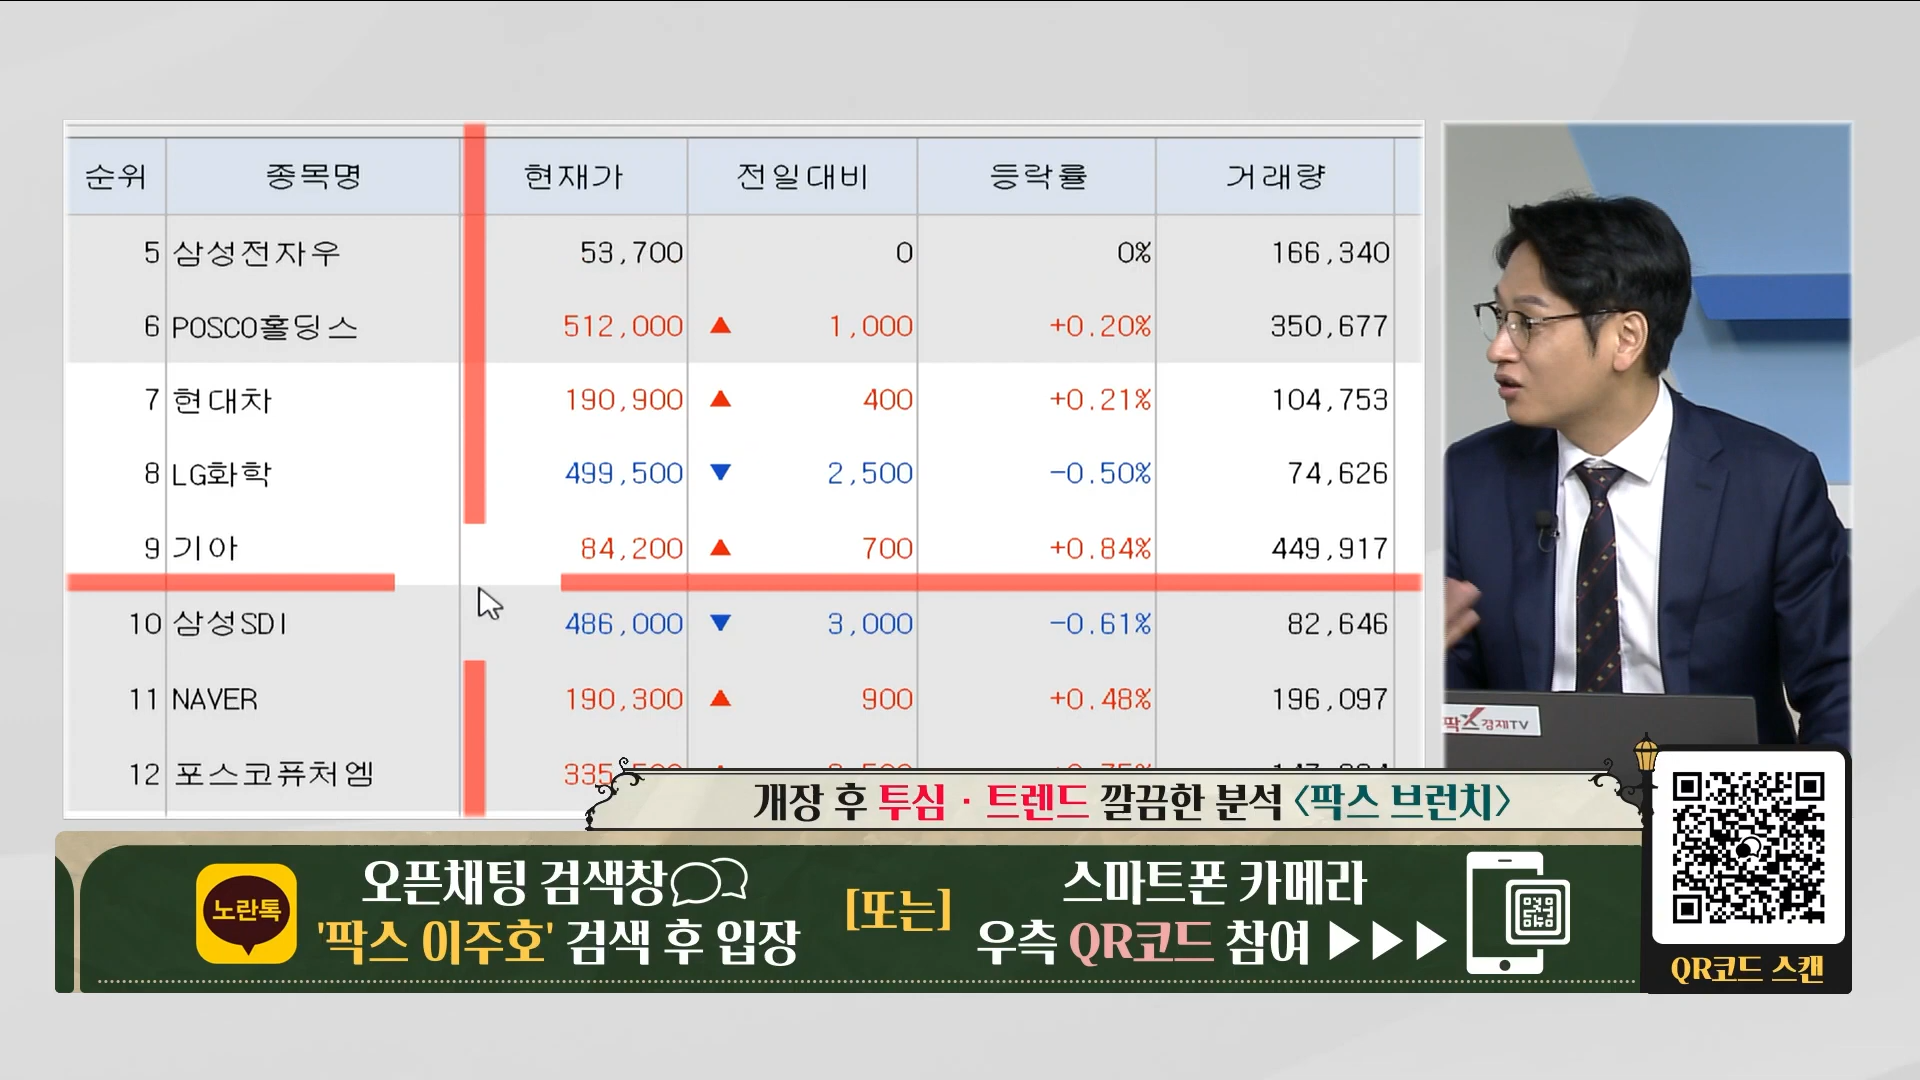 순위 종목명 현재가 전일대비 등락률 거래량
5 삼성전자우 53,700 0 0% 166,340
6 POSCO홀딩스 512,000 ▲ 1,000 +0.20% 350,677
7 현대차 190,900 ▲ 400 +0.21% 104,753
8 LG화학 499,500 ▼ 2,500 -0.50% 74,626
9 기아 84,200 ▲ 700 +0.84% 449,917
10 삼성SDI 486,000 ▼ 3,000 -0.61% 82,646
11 NAVER 190,300 ▲ 900 +0.48% 196,097
12 포스코퓨처엠
팍스경제TV
개장 후 투심·트렌드 깔끔한 분석 〈팍스 브런치〉
노란톡
오픈채팅 검색창
'팍스 이주호' 검색 후 입장
[또는]
스마트폰 카메라
우측 QR코드 참여 ▶▶▶
QR코드 스캔